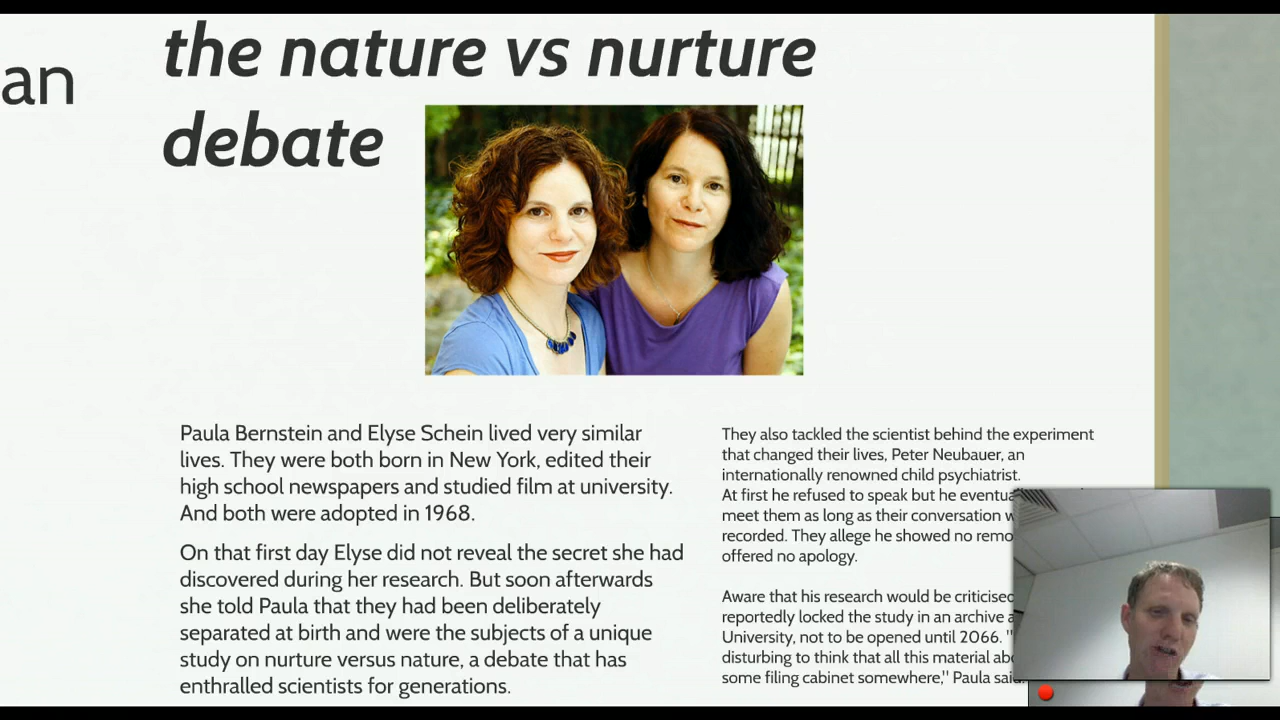 the nature vs nurture
an
debate
Paula Bernstein and Elyse Schein lived very similar
lives. They were both born in New York, edited their
high school newspapers and studied film at university.
And both were adopted in 1968.
On that first day Elyse did not reveal the secret she had
discovered during her research. But soon afterwards
she told Paula that they had been deliberately
separated at birth and were the subjects of a unique
study on nurture versus nature, a debate that has
enthralled scientists for generations.
They also tackled the scientist behind the experiment
that changed their lives, Peter Neubauer, an
internationally renowned child psychiatrist.
At first he refused to speak but he
meet them as long as their conversation
recorded. They allege he showed no
offered no apology.
Aware that his research would be criticised
reportedly locked the study in an archive
University, not to be opened until 2066. "
disturbing to think that all this material
some filing cabinet somewhere," Paula said.